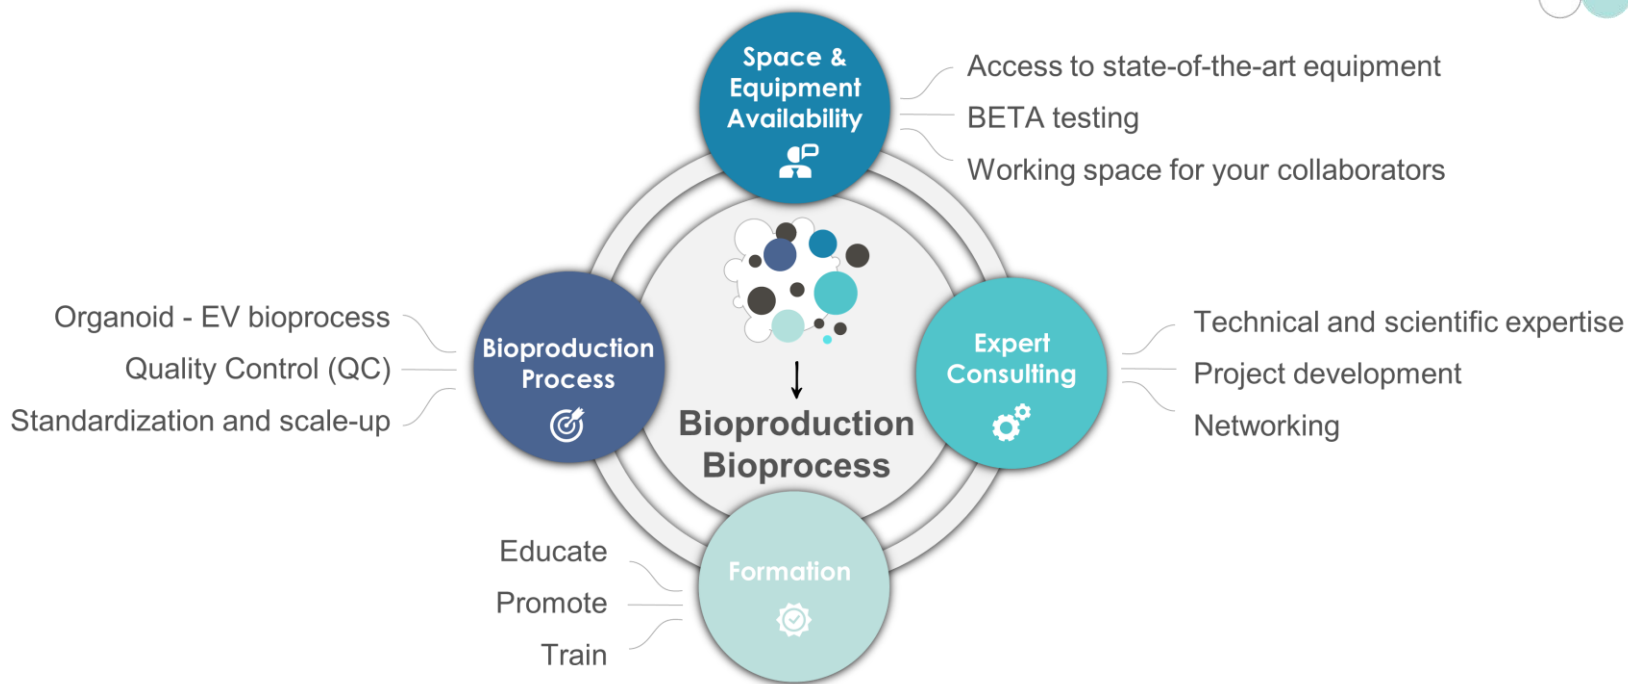 Space &
Equipment
Availability
Access to state-of-the-art equipment
BETA testing
Working space for your collaborators
Organoid - EV bioprocess
Quality Control (QC)
Standardization and scale-up
Bioproduction
Process
Bioproduction
Bioprocess
Expert
Consulting
Technical and scientific expertise
Project development
Networking
Educate
Promote
Train
Formation